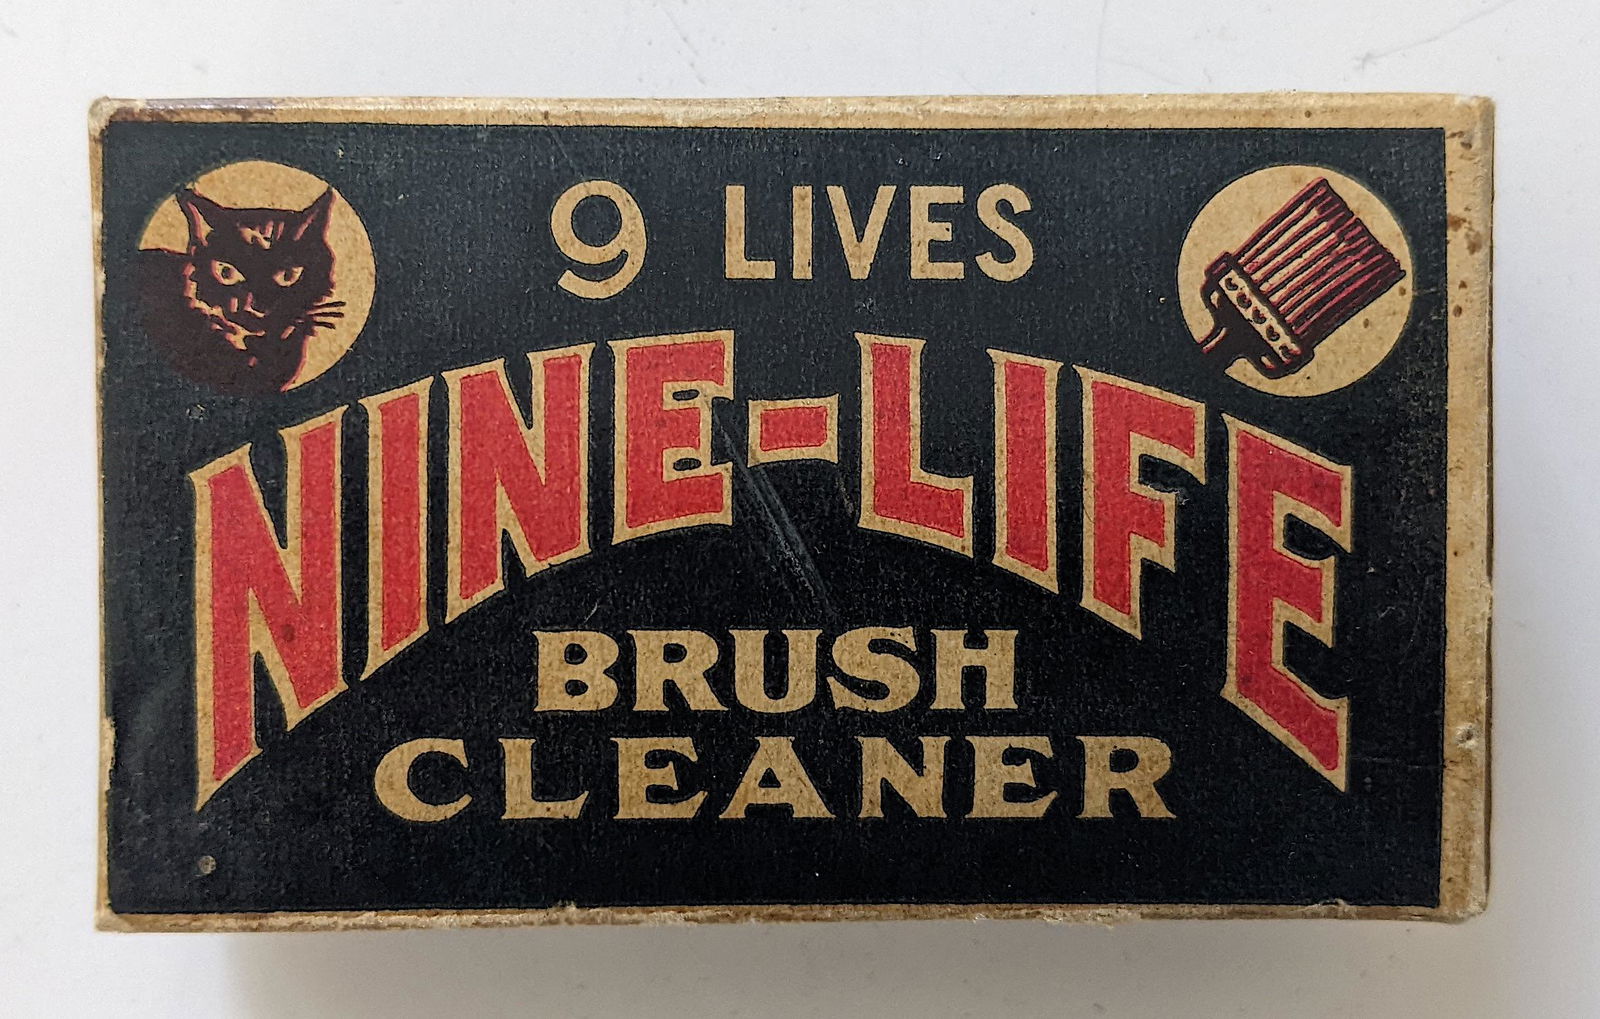 9 LIVES
NINE-LIFE
BRUSH
CLEANER